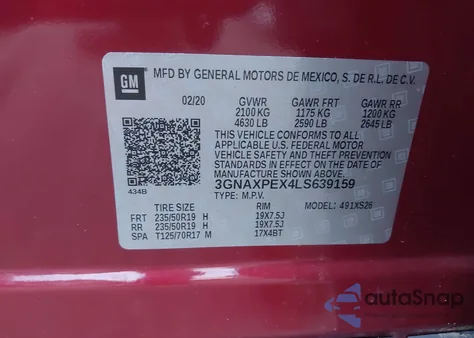 GM
MFD BY GENERAL MOTORS DE MEXICO, S. DE R.L. DE C.V.
02/20 GVWR GAWR FRT GAWR RR
2100 KG 1175 KG 1200 KG
4630 LB 2590 LB 2645 LB
THIS VEHICLE CONFORMS TO ALL
APPLICABLE U.S. FEDERAL MOTOR
VEHICLE SAFETY AND THEFT PREVENTION
STANDARDS IN EFFECT ON THE DATE OF
MANUFACTURE SHOWN ABOVE.
434B
3GNAXPEX4LS639159
TYPE: M.P.V. MODEL: 491XS26
TIRE SIZE RIM
FRT 235/50R19 H 19X7.5J
RR 235/50R19 H 19X7.5J
SPA T125/70R17 M 17X4BT
autoSnap